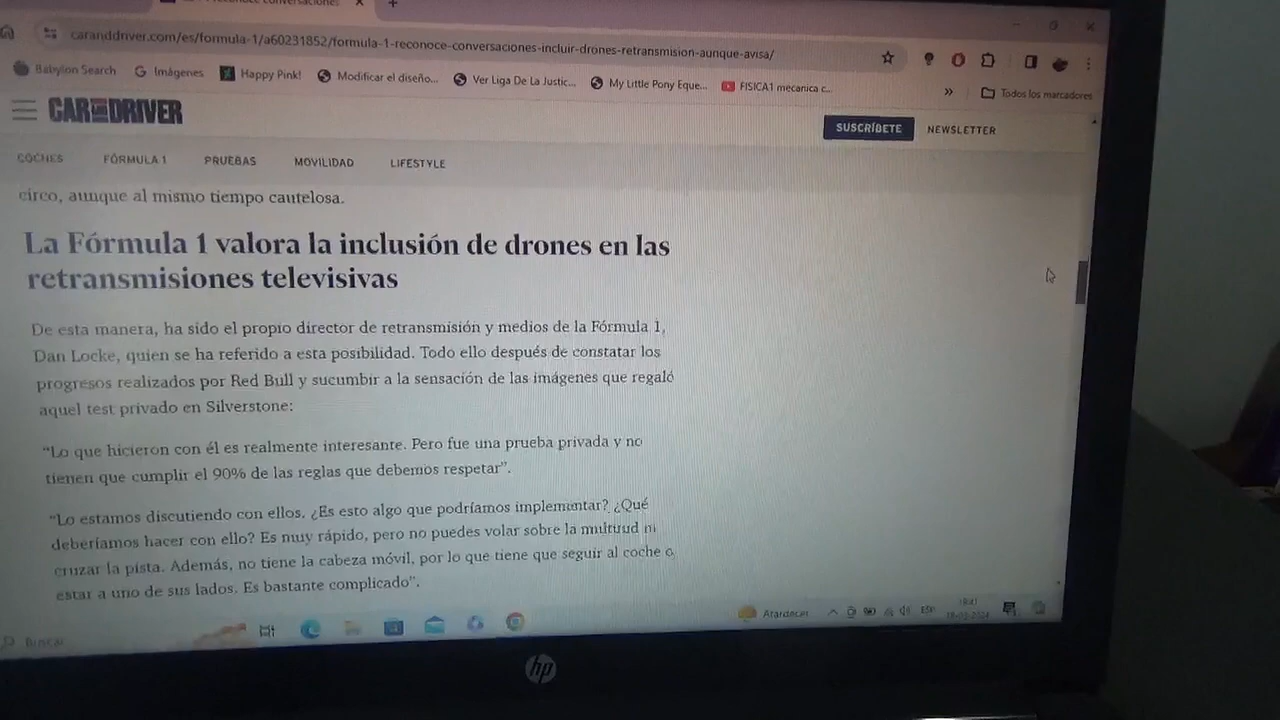 caranddriver.com/es/formula-1/a60231852/formula-1-reconoce-conversaciones-incluir-drones-retransmision-aunque-avisa/
Babylon Search Imágenes Happy Pink! Modificar el diseño... Ver Liga De La Justic... My Little Pony Eque... FISICA1 mecanica c... » Todos los marcadores
CAR AND DRIVER SUSCRÍBETE NEWSLETTER
COCHES FÓRMULA 1 PRUEBAS MOVILIDAD LIFESTYLE
circo, aunque al mismo tiempo cautelosa.
La Fórmula 1 valora la inclusión de drones en las
retransmisiones televisivas
De esta manera, ha sido el propio director de retransmisión y medios de la Fórmula 1,
Dan Locke, quien se ha referido a esta posibilidad. Todo ello después de constatar los
progresos realizados por Red Bull y sucumbir a la sensación de las imágenes que regaló
aquel test privado en Silverstone:
“Lo que hicieron con él es realmente interesante. Pero fue una prueba privada y no
tienen que cumplir el 90% de las reglas que debemos respetar”.
“Lo estamos discutiendo con ellos. ¿Es esto algo que podríamos implementar? ¿Qué
deberíamos hacer con ello? Es muy rápido, pero no puedes volar sobre la multitud ni
cruzar la pista. Además, no tiene la cabeza móvil, por lo que tiene que seguir al coche o
estar a uno de sus lados. Es bastante complicado”.
Buscar Atardecer ESP
hp